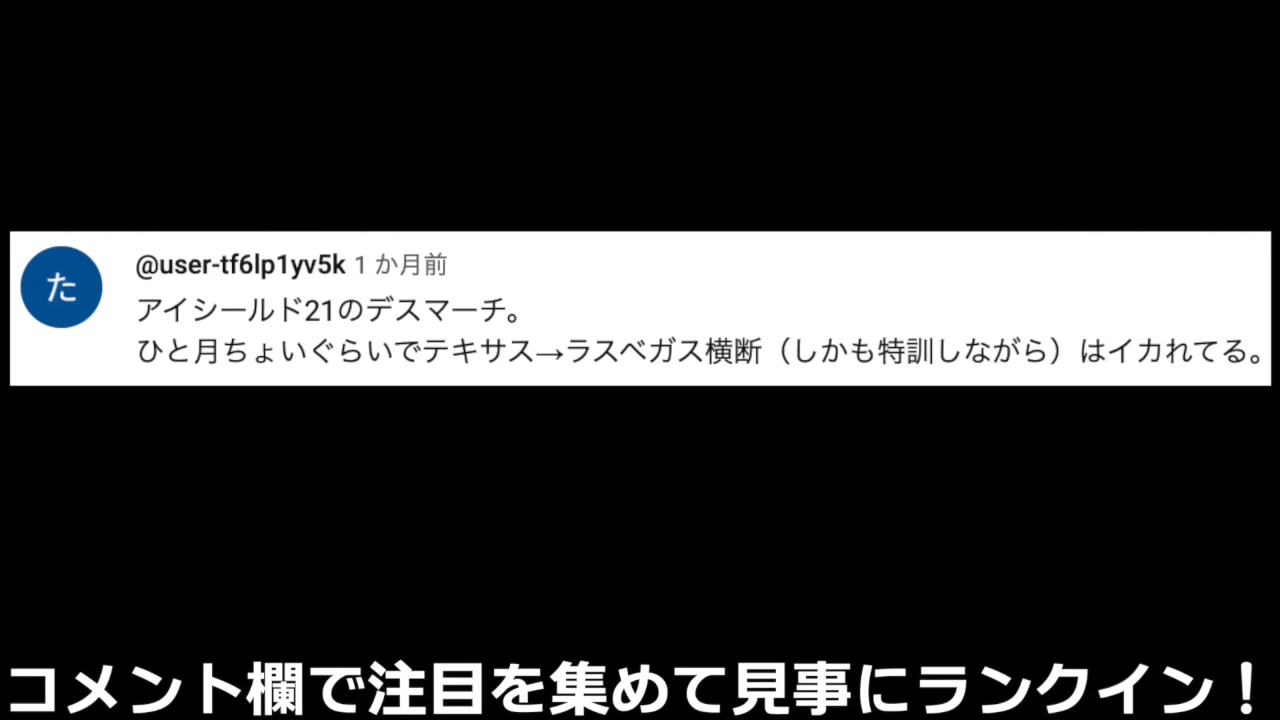 た
@user-tf6lp1yv5k 1 か月前
アイシールド21のデスマーチ。
ひと月ちょいぐらいでテキサス→ラスベガス横断（しかも特訓しながら）はイカれてる。
コメント欄で注目を集めて見事にランクイン！